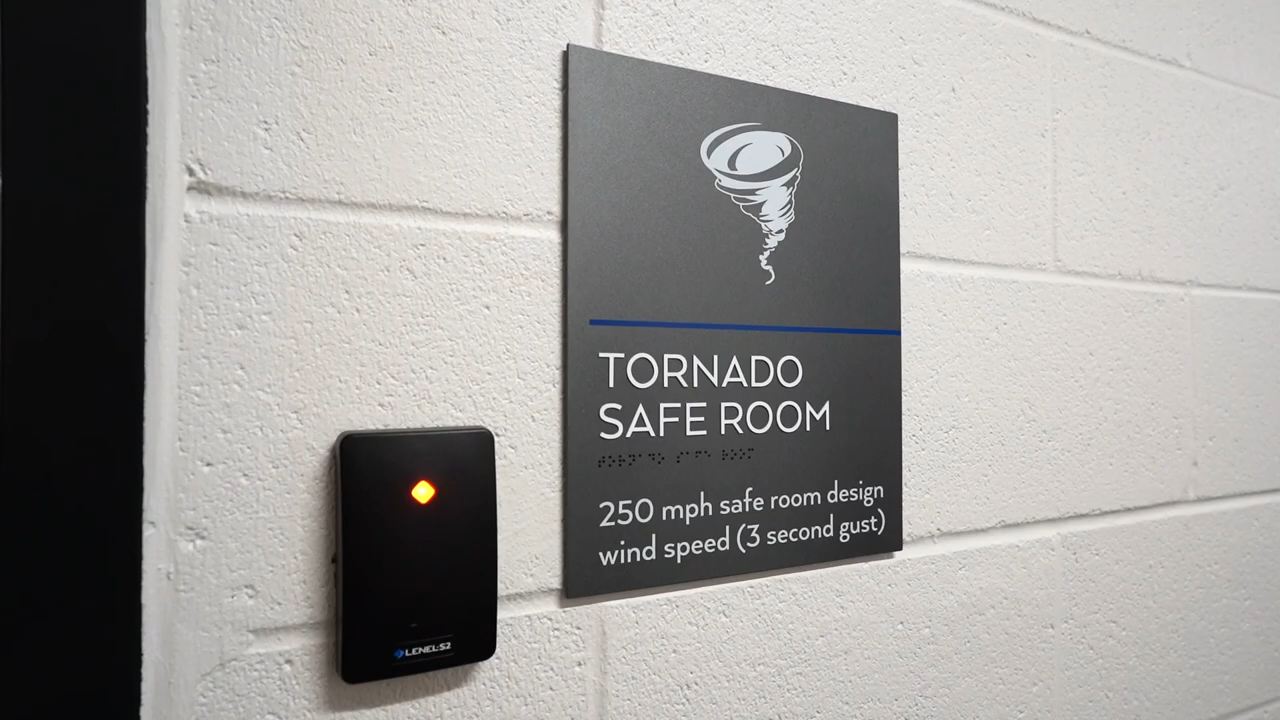 TORNADO
SAFE ROOM
⠞⠕⠗⠝⠁⠙⠕ ⠎⠁⠋⠑ ⠗⠕⠕⠍
250 mph safe room design
wind speed (3 second gust)
LENEL·S2